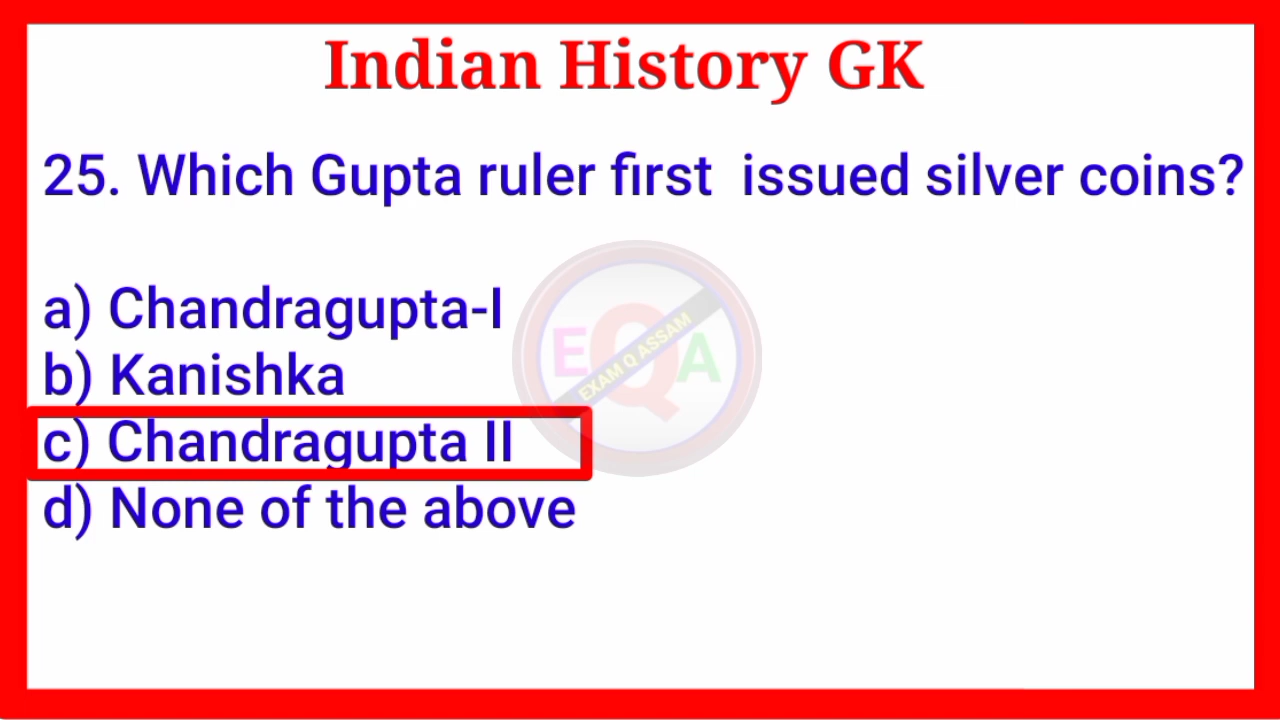 Indian History GK
25. Which Gupta ruler first issued silver coins?
a) Chandragupta-I
b) Kanishka
c) Chandragupta II
d) None of the above
EQA
EXAM Q ASSAM